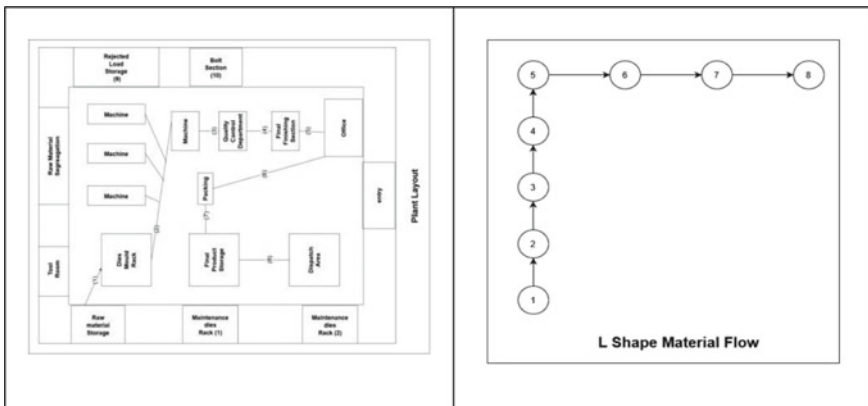 Rejected
Load
Storage
(9)
Bolt
Section
(10)
Raw Material
Segregation
Machine
Machine
Machine
Machine
(3)
Quality
Control
Department
(4)
Final
Finishing
Section
(5)
Office
entry
Plant Layout
Packing
(6)
(7)
(2)
Tool
Room
(1)
Dies
Mould
Rack
Final
Product
Storage
(8)
Dispatch
Area
Raw
material
Storage
Maintenance
dies
Rack (1)
Maintenance
dies
Rack (2)
5
6
7
8
4
3
2
1
L Shape Material Flow